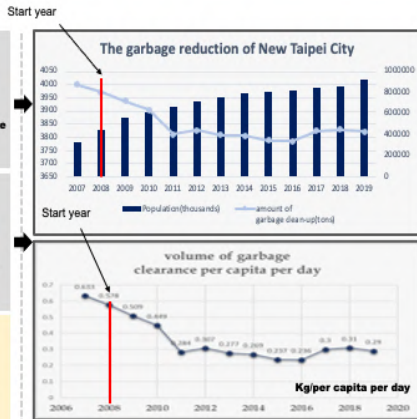 Start year
The garbage reduction of New Taipei City
4050
4000
3950
3900
3850
3800
3750
3700
3650
1000000
800000
600000
400000
200000
0
2007 2008 2009 2010 2011 2012 2013 2014 2015 2016 2017 2018 2019
Population(thousands)
amount of
garbage clean-up(tons)
Start year
volume of garbage
clearance per capita per day
0.7
0.6
0.5
0.4
0.3
0.2
0.1
0
0.633 0.578 0.509 0.449 0.284 0.307 0.277 0.269 0.237 0.236 0.3 0.31 0.29
Kg/per capita per day
2006 2008 2010 2012 2014 2016 2018 2020